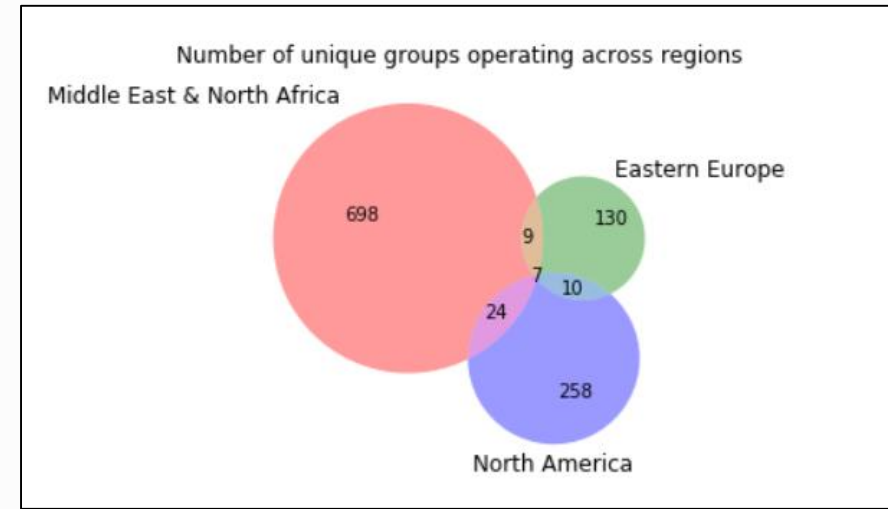 Number of unique groups operating across regions
Middle East & North Africa
Eastern Europe
698
130
9
7
10
24
258
North America